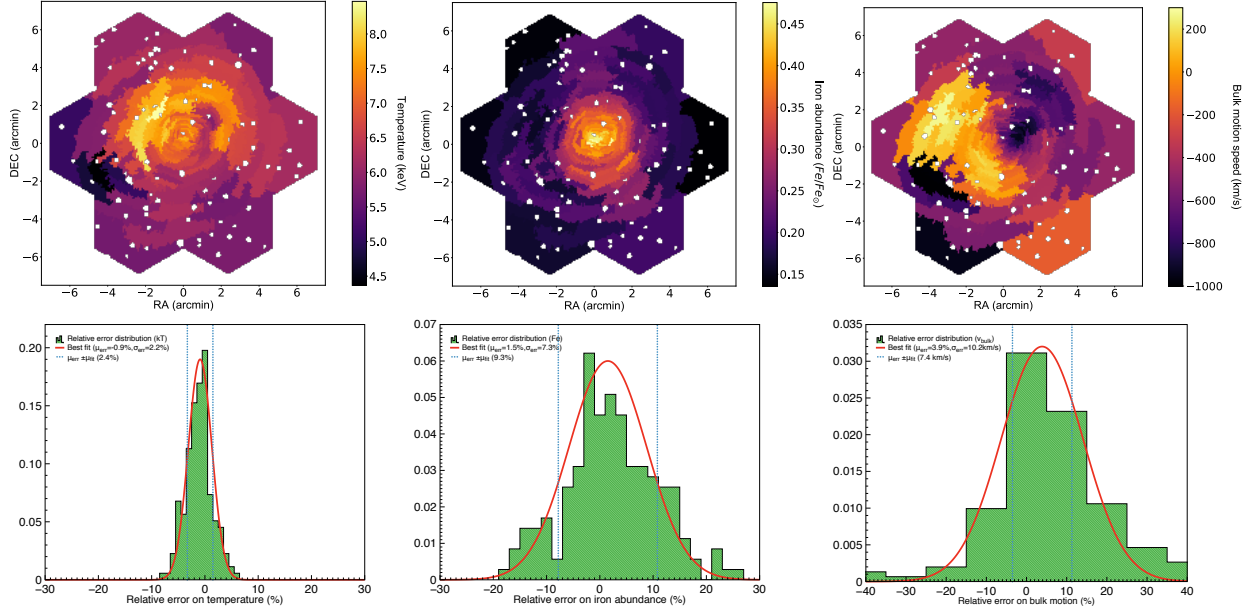 6
4
2
0
−2
−4
−6
DEC (arcmin)
−6 −4 −2 0 2 4 6
RA (arcmin)
8.0
7.5
7.0
6.5
6.0
5.5
5.0
4.5
Temperature (keV)
6
4
2
0
−2
−4
−6
DEC (arcmin)
−6 −4 −2 0 2 4 6
RA (arcmin)
0.45
0.40
0.35
0.30
0.25
0.20
0.15
Iron abundance (Fe/Fe⊙)
6
4
2
0
−2
−4
−6
DEC (arcmin)
−6 −4 −2 0 2 4 6
RA (arcmin)
200
0
−200
−400
−600
−800
−1000
Bulk motion speed (km/s)
Relative error distribution (kT)
Best fit (μerr=-0.9%,σerr=2.2%)
μerr ±μfit (2.4%)
0.20
0.15
0.10
0.05
0
−30 −20 −10 0 10 20 30
Relative error on temperature (%)
Relative error distribution (Fe)
Best fit (μerr=1.5%,σerr=7.3%)
μerr ±μfit (9.3%)
0.07
0.06
0.05
0.04
0.03
0.02
0.01
0
−30 −20 −10 0 10 20 30
Relative error on iron abundance (%)
Relative error distribution (vbulk)
Best fit (μerr=3.9%,σerr=10.2km/s)
μerr ±μfit (7.4 km/s)
0.035
0.030
0.025
0.020
0.015
0.010
0.005
0
−40 −30 −20 −10 0 10 20 30 40
Relative error on bulk motion (%)